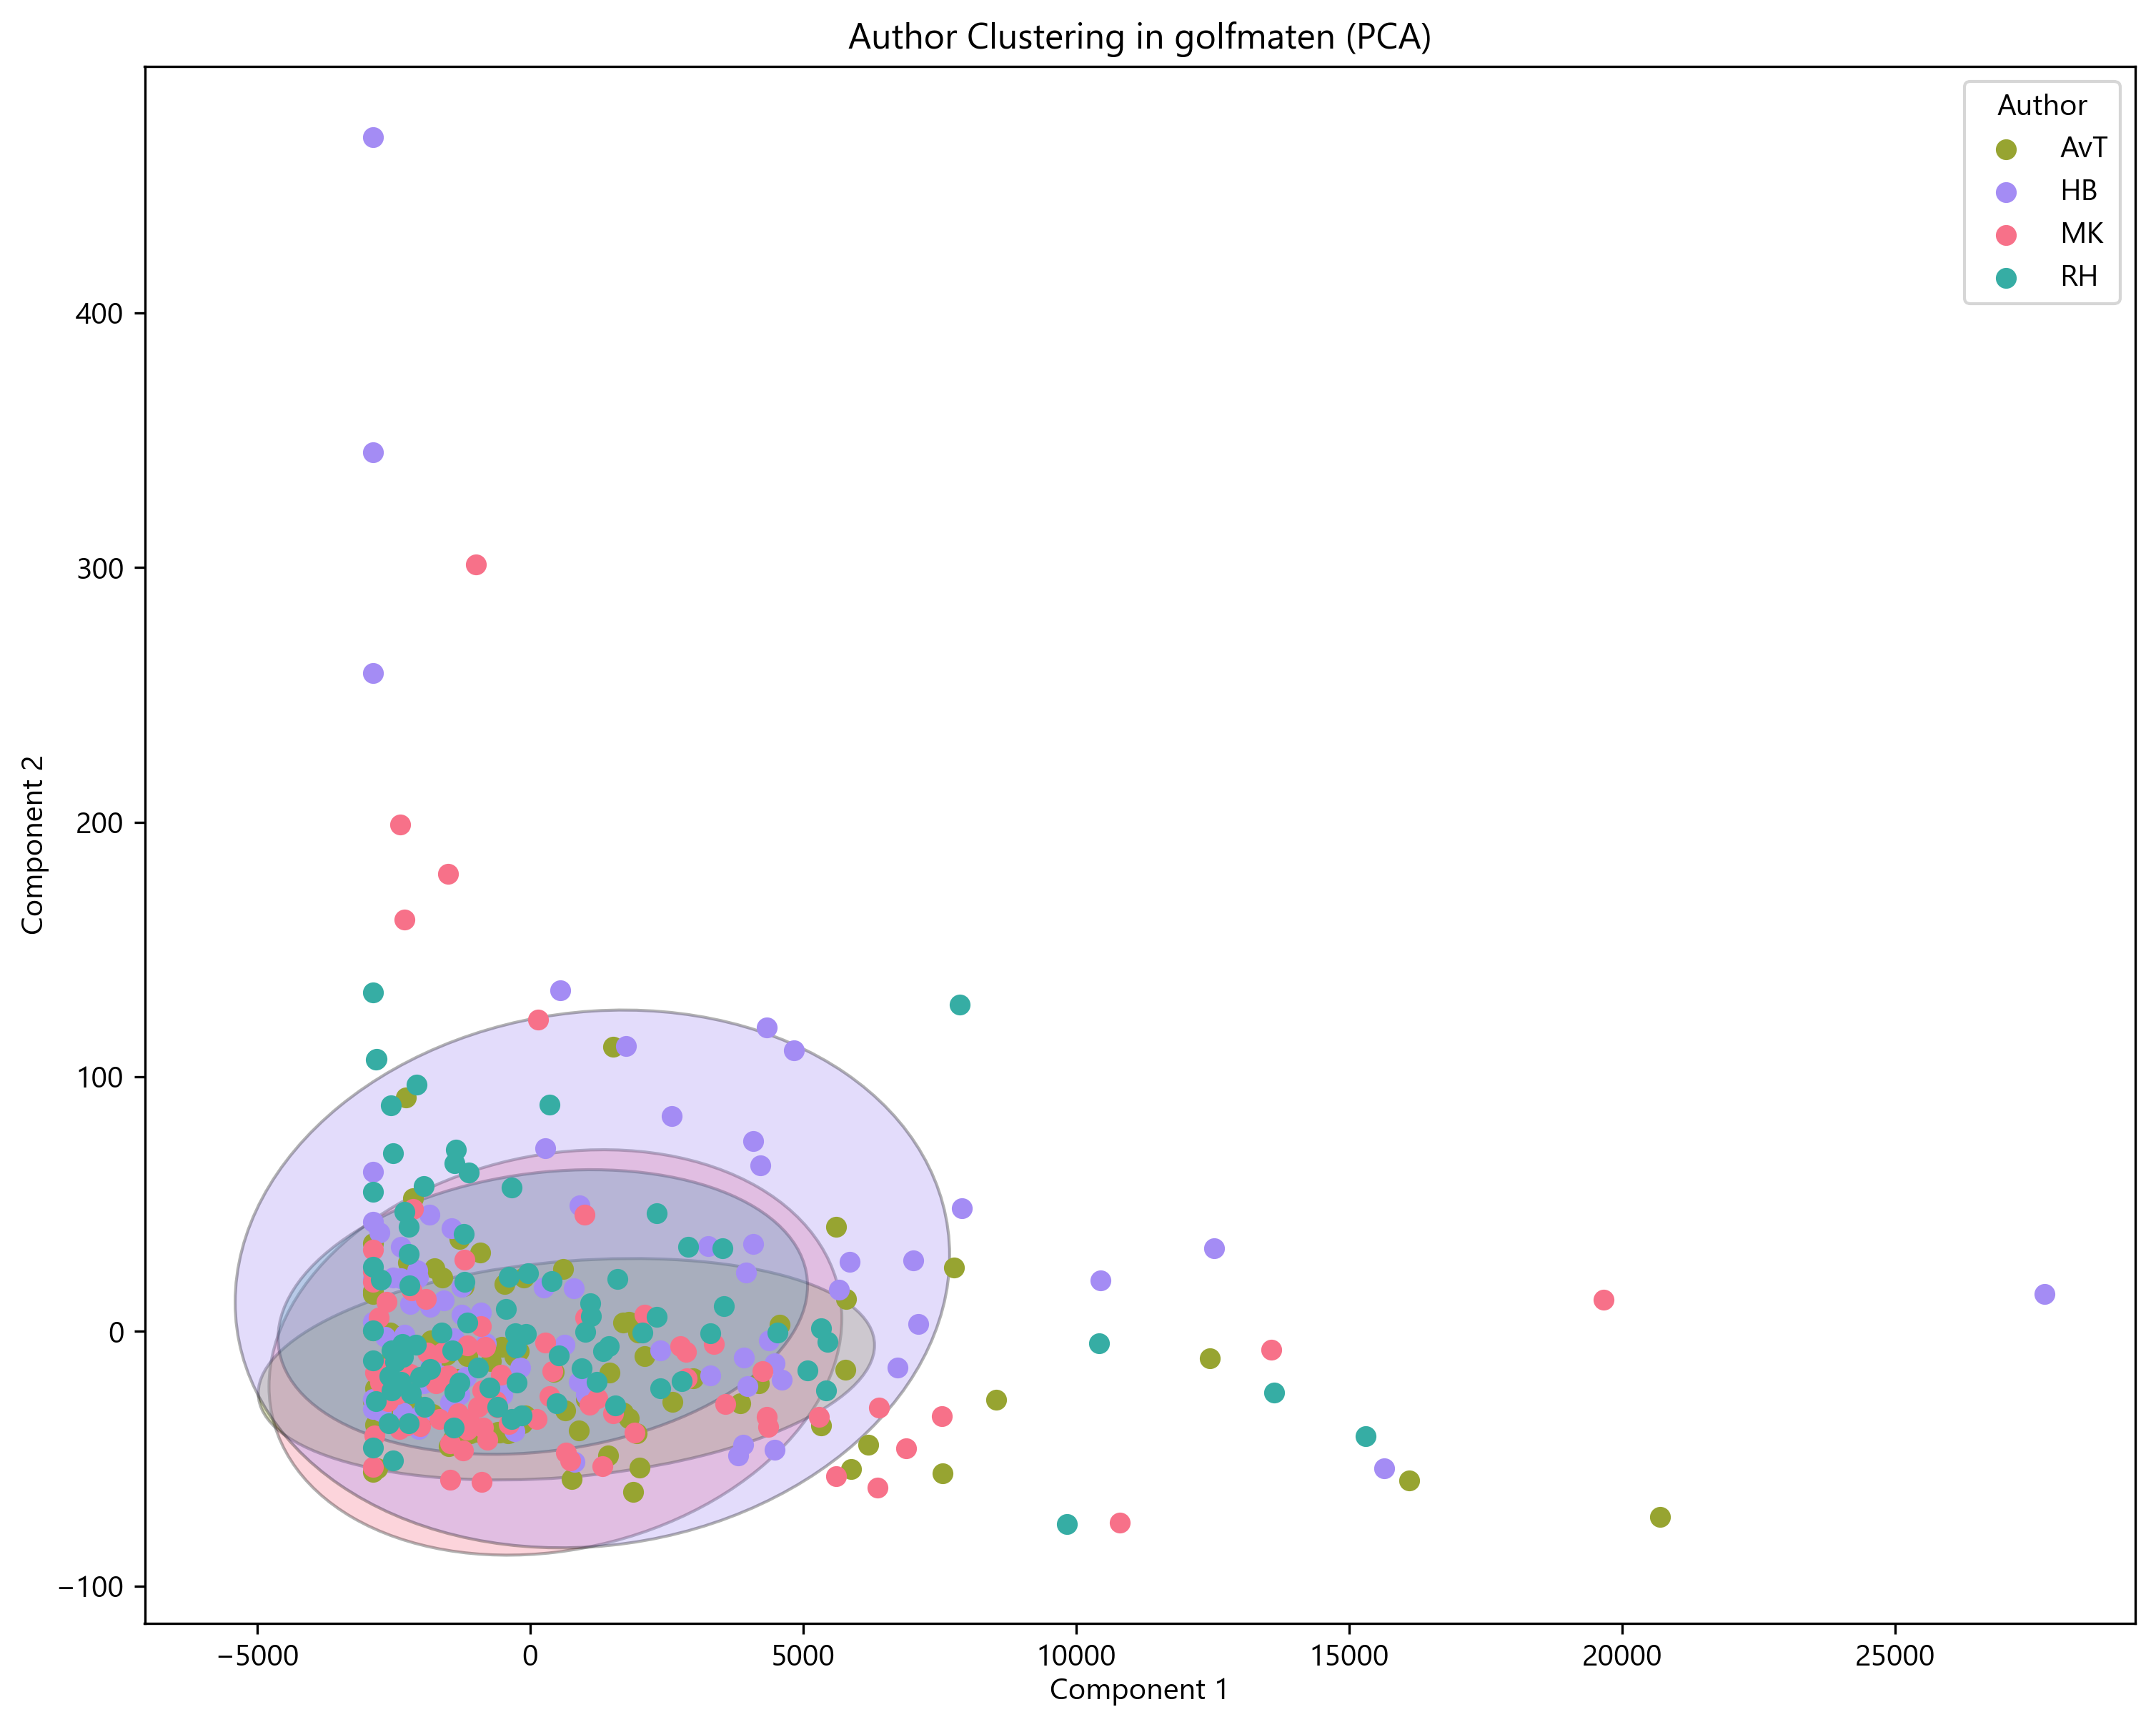 Author Clustering in golfmaten (PCA)
Author
AvT
HB
MK
RH
Component 2
400
300
200
100
0
−100
−5000
0
5000
10000
15000
20000
25000
Component 1